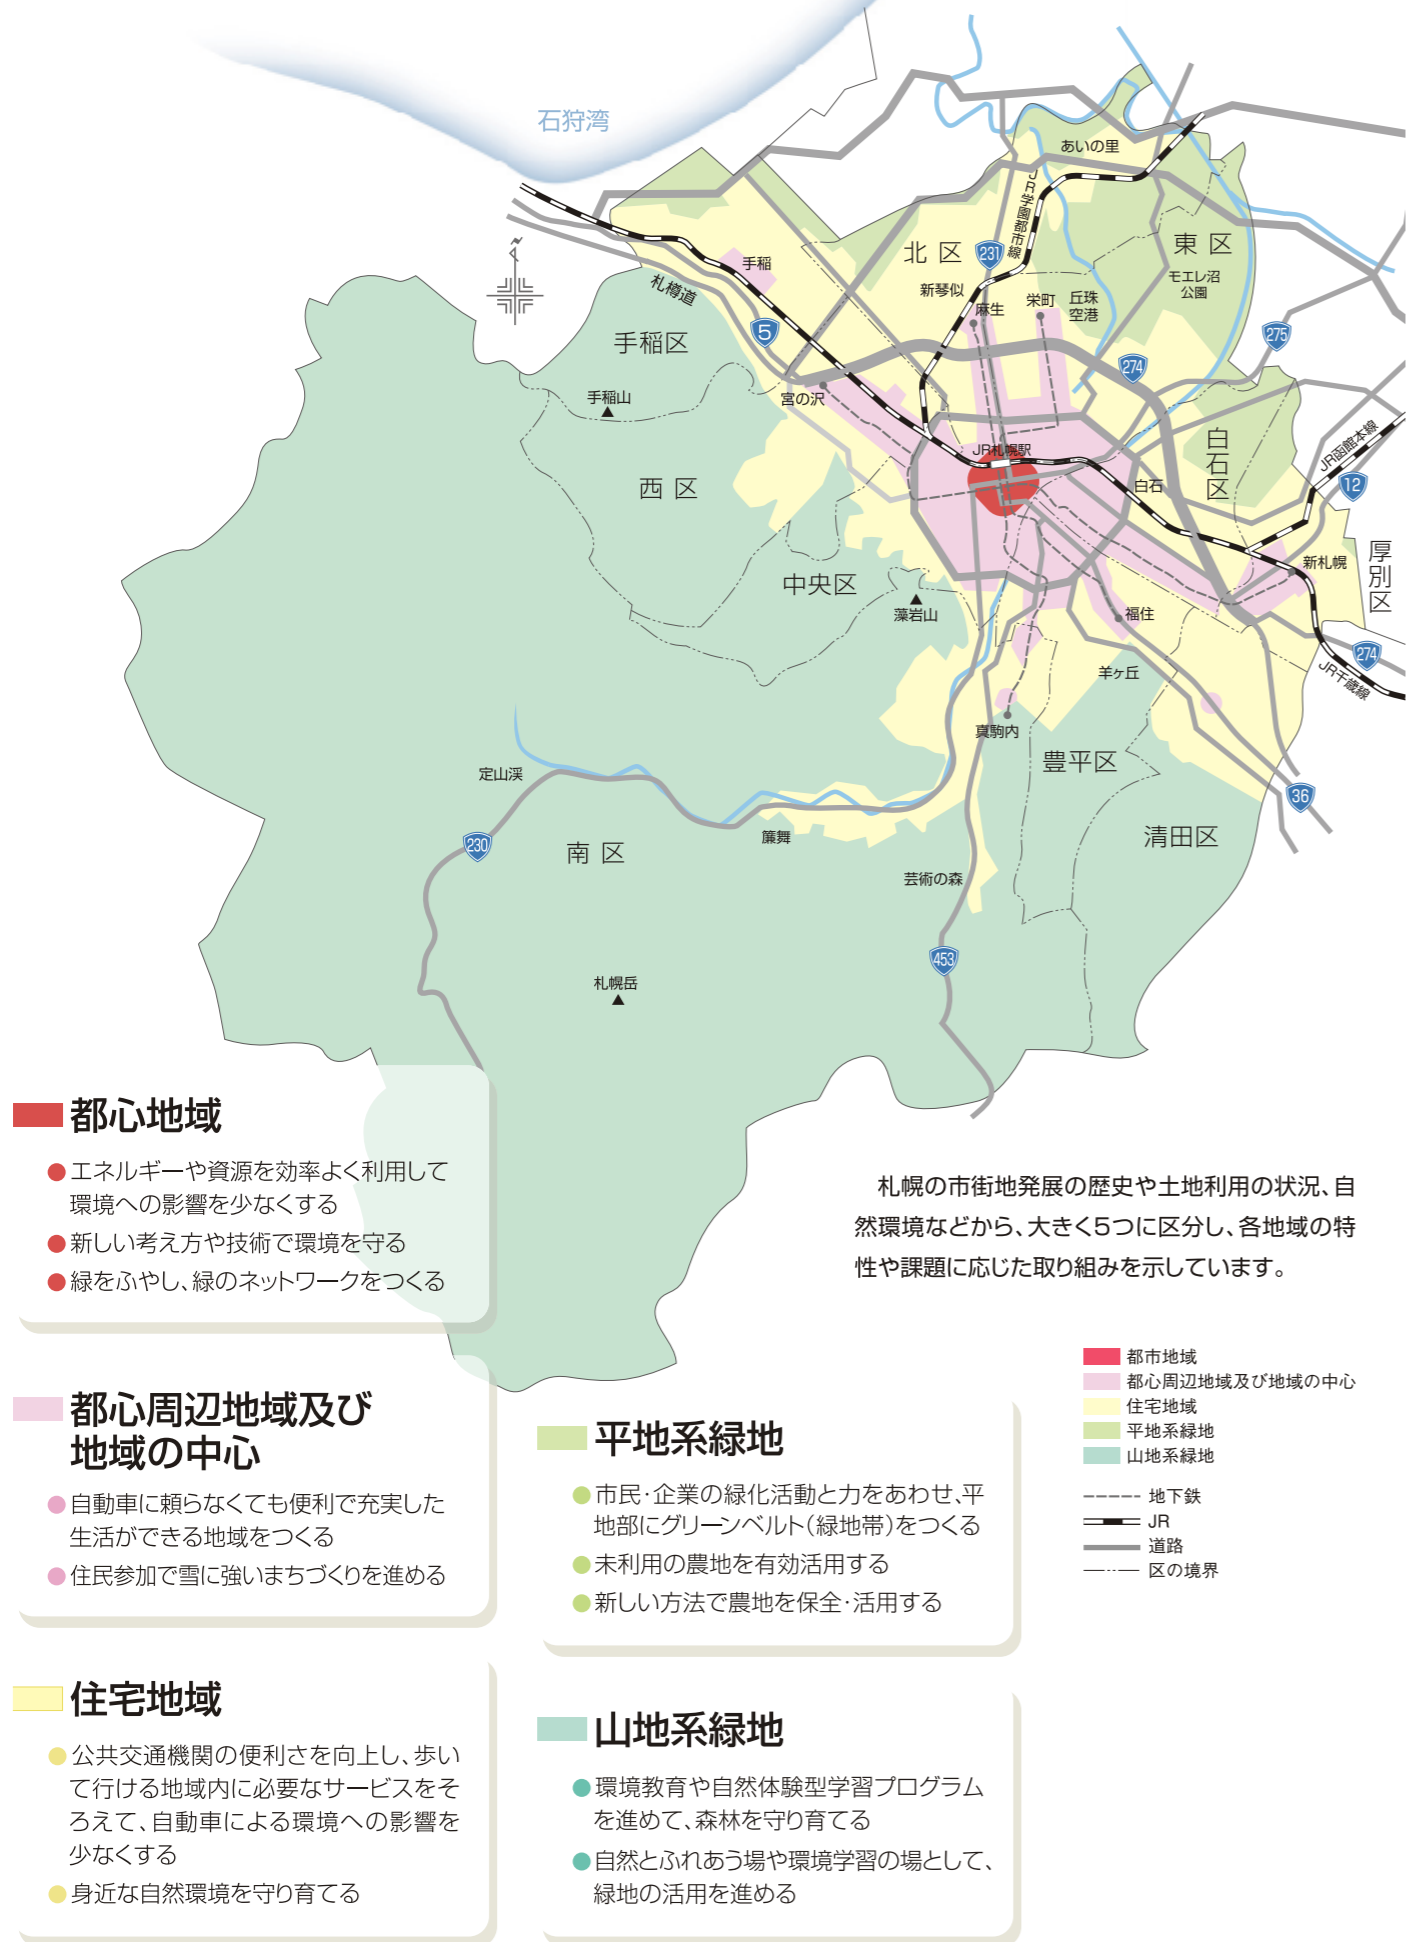 石狩湾
あいの里
JR学園都市線
北区
231
東区
モエレ沼
公園
手稲
札樽道
新琴似
麻生
栄町
丘珠
空港
5
275
手稲区
274
手稲山
宮の沢
JR札幌駅
白石区
JR函館本線
西区
白石
12
中央区
新札幌
厚別区
藻岩山
福住
274
羊ヶ丘
JR千歳線
真駒内
豊平区
定山渓
36
230
南区
簾舞
清田区
芸術の森
453
札幌岳
都心地域
●エネルギーや資源を効率よく利用して
環境への影響を少なくする
●新しい考え方や技術で環境を守る
●緑をふやし、緑のネットワークをつくる
札幌の市街地発展の歴史や土地利用の状況、自
然環境などから、大きく5つに区分し、各地域の特
性や課題に応じた取り組みを示しています。
都市地域
都心周辺地域及び地域の中心
住宅地域
平地系緑地
山地系緑地
地下鉄
JR
道路
区の境界
都心周辺地域及び
地域の中心
●自動車に頼らなくても便利で充実した
生活ができる地域をつくる
●住民参加で雪に強いまちづくりを進める
平地系緑地
●市民・企業の緑化活動と力をあわせ、平
地部にグリーンベルト(緑地帯)をつくる
●未利用の農地を有効活用する
●新しい方法で農地を保全・活用する
住宅地域
●公共交通機関の便利さを向上し、歩い
て行ける地域内に必要なサービスをそ
ろえて、自動車による環境への影響を
少なくする
●身近な自然環境を守り育てる
山地系緑地
●環境教育や自然体験型学習プログラム
を進めて、森林を守り育てる
●自然とふれあう場や環境学習の場として、
緑地の活用を進める